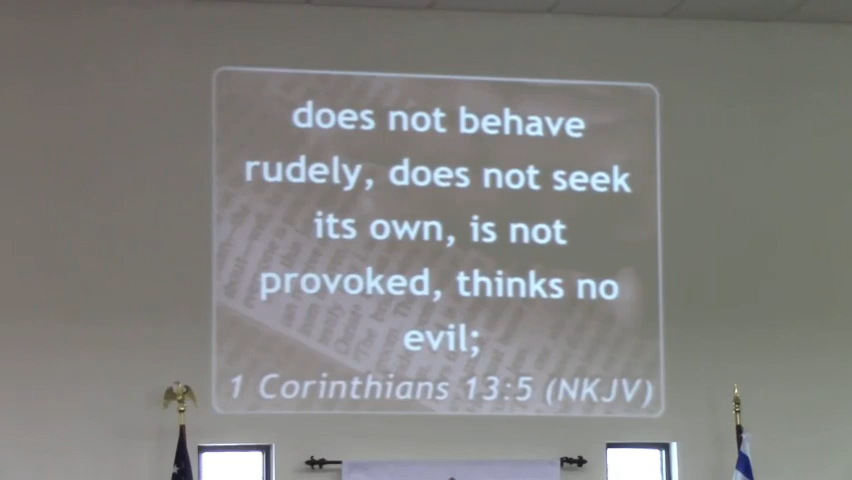 does not behave
rudely, does not seek
its own, is not
provoked, thinks no
evil;
1 Corinthians 13:5 (NKJV)